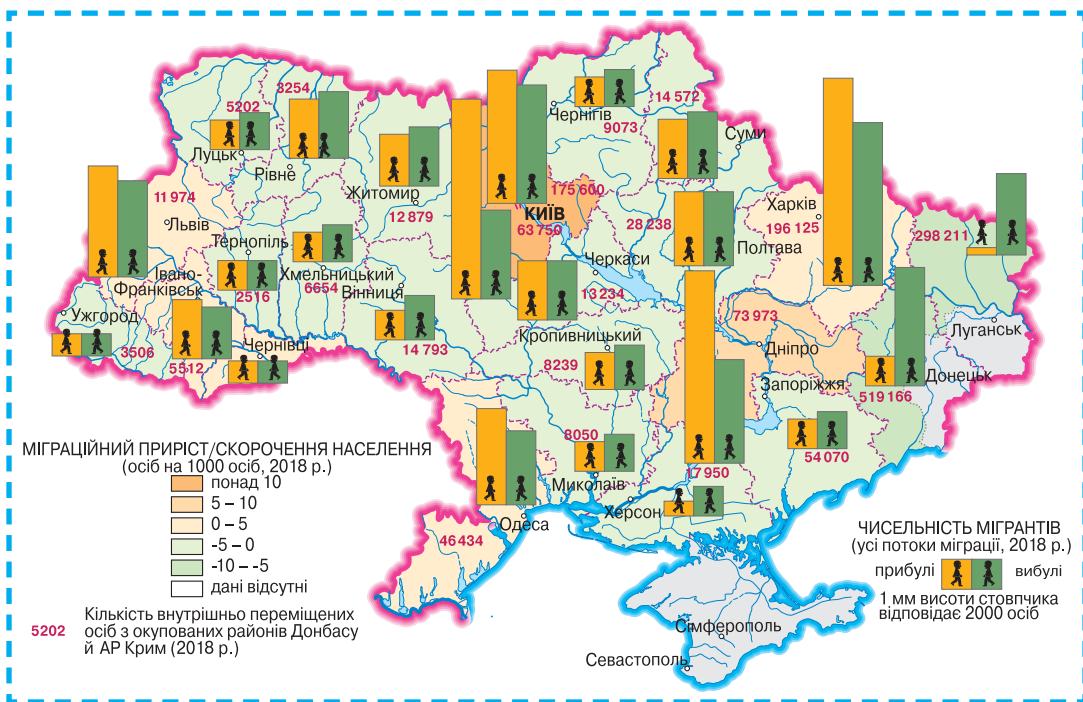 3254
5202
Луцьк
Рівне
Чернігів
14 572
9073
Суми
Житомир
12 879
175 600
КИЇВ
63 750
11 974
Львів
Тернопіль
2516
Хмельницький
6654
Вінниця
14 793
Івано-
Франківськ
Ужгород
3506
5512
Чернівці
Черкаси
13 234
28 238
Полтава
Харків
196 125
298 211
Луганськ
73 973
Дніпро
Кропивницький
8239
Запоріжжя
54 070
Донецьк
519 166
8050
Миколаїв
17 950
Херсон
Одеса
46 434
Сімферополь
Севастополь
МІГРАЦІЙНИЙ ПРИРІСТ/СКОРОЧЕННЯ НАСЕЛЕННЯ
(осіб на 1000 осіб, 2018 р.)
понад 10
5 – 10
0 – 5
-5 – 0
-10 – -5
дані відсутні
5202
Кількість внутрішньо переміщених
осіб з окупованих районів Донбасу
й АР Крим (2018 р.)
ЧИСЕЛЬНІСТЬ МІГРАНТІВ
(усі потоки міграції, 2018 р.)
прибулі вибулі
1 мм висоти стовпчика
відповідає 2000 осіб